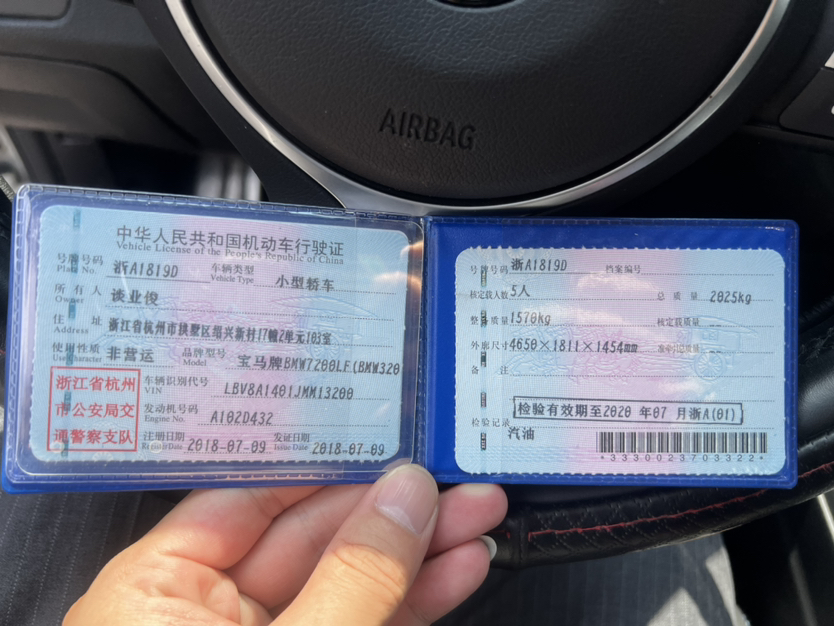 AIRBAG
中华人民共和国机动车行驶证
Vehicle License of the People's Republic of China
号牌号码 浙A1819D 车辆类型 小型轿车
Plate No. Vehicle Type
所有人 谈业俊
Owner
住址 浙江省杭州市拱墅区绍兴新村17幢2单元103室
Address
使用性质 非营运 品牌型号 宝马牌BMW7200LF(BMW320
Use Character Model
浙江省杭州
市公安局交
通警察支队
车辆识别代号 LBV8A1401JMM13200
VIN
发动机号码 A102D432
Engine No.
注册日期 2018-07-09 发证日期 2018-07-09
Register Date Issue Date
号牌号码 浙A1819D 档案编号
核定载人数 5人 总质量 2025kg
整备质量 1570kg 核定载质量
外廓尺寸 4650×1811×1454mm
备注
检验有效期至2020 年07 月浙A(01)
检验记录
汽油
*3330023703322*